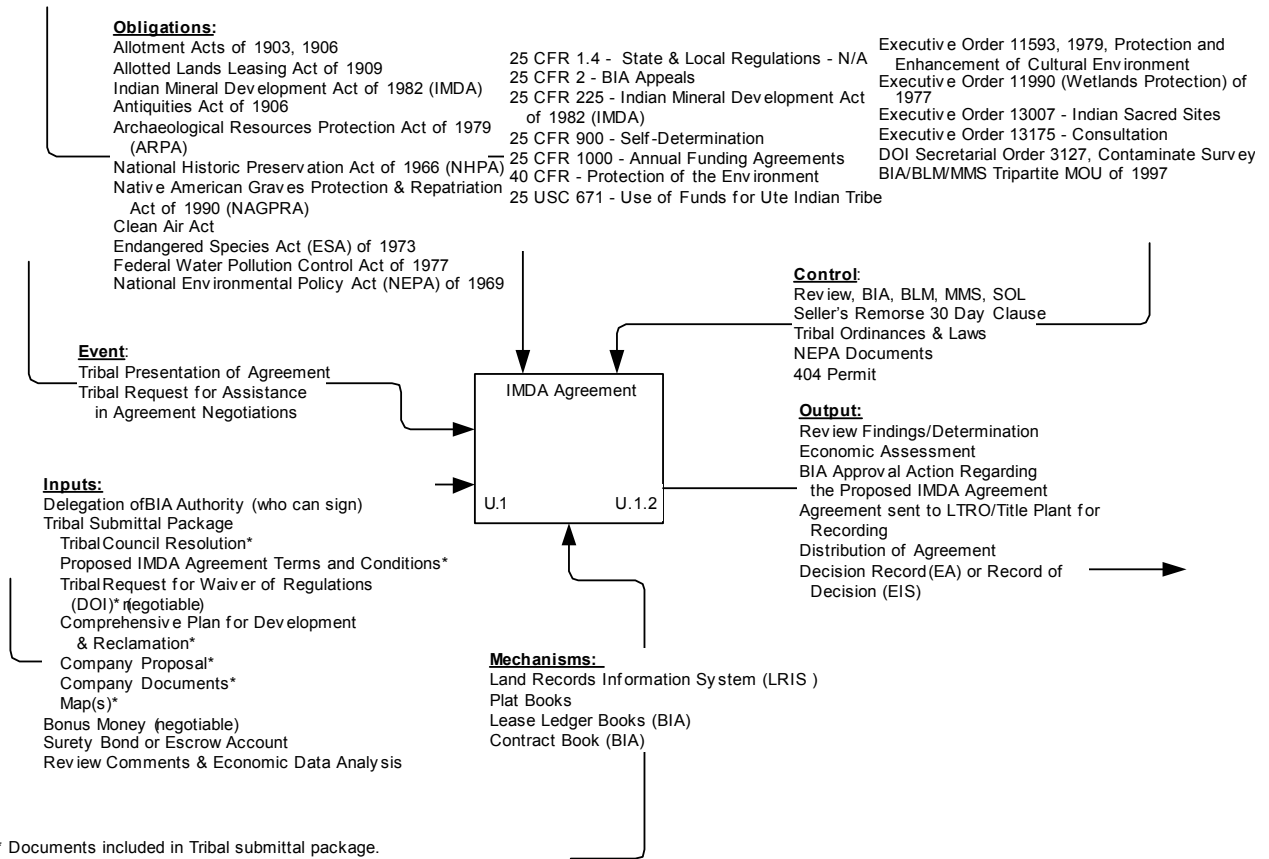 Obligations:
Allotment Acts of 1903, 1906
Allotted Lands Leasing Act of 1909
Indian Mineral Development Act of 1982 (IMDA)
Antiquities Act of 1906
Archaeological Resources Protection Act of 1979
(ARPA)
National Historic Preservation Act of 1966 (NHPA)
Native American Graves Protection & Repatriation
Act of 1990 (NAGPRA)
Clean Air Act
Endangered Species Act (ESA) of 1973
Federal Water Pollution Control Act of 1977
National Environmental Policy Act (NEPA) of 1969
25 CFR 1.4 - State & Local Regulations - N/A
25 CFR 2 - BIA Appeals
25 CFR 225 - Indian Mineral Development Act
of 1982 (IMDA)
25 CFR 900 - Self-Determination
25 CFR 1000 - Annual Funding Agreements
40 CFR - Protection of the Environment
25 USC 671 - Use of Funds for Ute Indian Tribe
Executive Order 11593, 1979, Protection and
Enhancement of Cultural Environment
Executive Order 11990 (Wetlands Protection) of
1977
Executive Order 13007 - Indian Sacred Sites
Executive Order 13175 - Consultation
DOI Secretarial Order 3127, Contaminate Survey
BIA/BLM/MMS Tripartite MOU of 1997
Control:
Review, BIA, BLM, MMS, SOL
Seller's Remorse 30 Day Clause
Tribal Ordinances & Laws
NEPA Documents
404 Permit
Event:
Tribal Presentation of Agreement
Tribal Request for Assistance
in Agreement Negotiations
IMDA Agreement
U.1 U.1.2
Output:
Review Findings/Determination
Economic Assessment
BIA Approval Action Regarding
the Proposed IMDA Agreement
Agreement sent to LTRO/Title Plant for
Recording
Distribution of Agreement
Decision Record (EA) or Record of
Decision (EIS)
Inputs:
Delegation of BIA Authority (who can sign)
Tribal Submittal Package
Tribal Council Resolution*
Proposed IMDA Agreement Terms and Conditions*
Tribal Request for Waiver of Regulations
(DOI)* (negotiable)
Comprehensive Plan for Development
& Reclamation*
Company Proposal*
Company Documents*
Map(s)*
Bonus Money (negotiable)
Surety Bond or Escrow Account
Review Comments & Economic Data Analysis
Mechanisms:
Land Records Information System (LRIS )
Plat Books
Lease Ledger Books (BIA)
Contract Book (BIA)
* Documents included in Tribal submittal package.